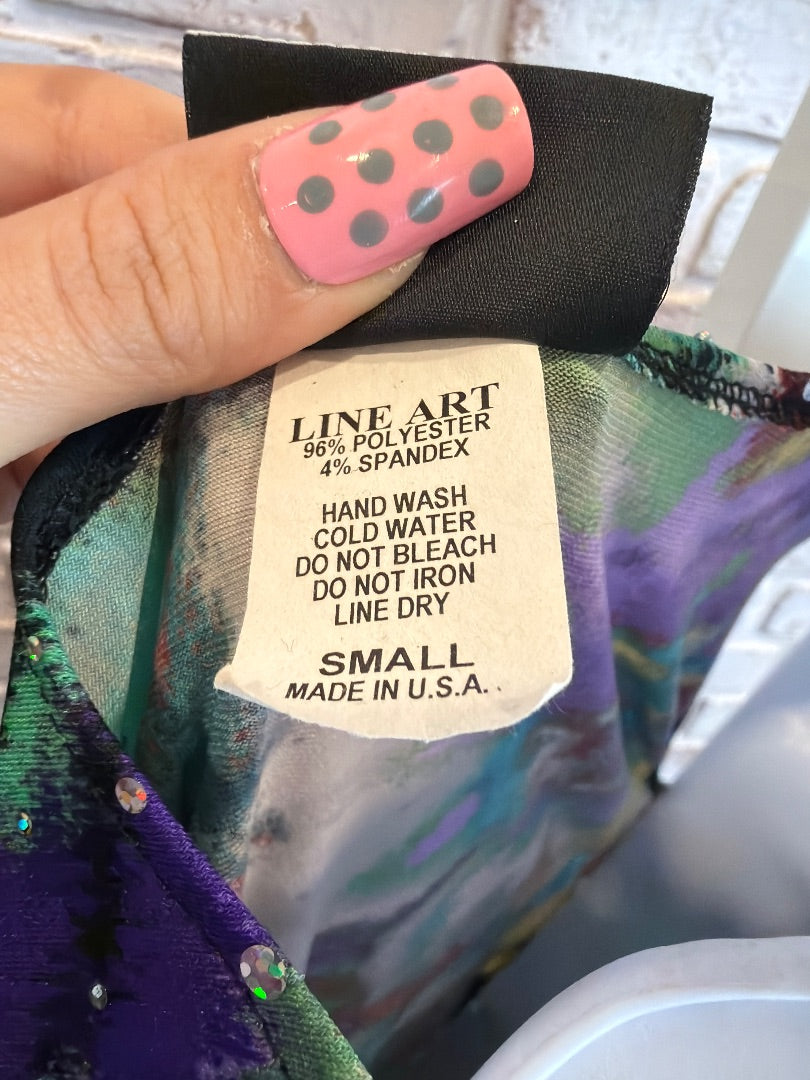 LINE ART
96% POLYESTER
4% SPANDEX
HAND WASH
COLD WATER
DO NOT BLEACH
DO NOT IRON
LINE DRY
SMALL
MADE IN U.S.A.